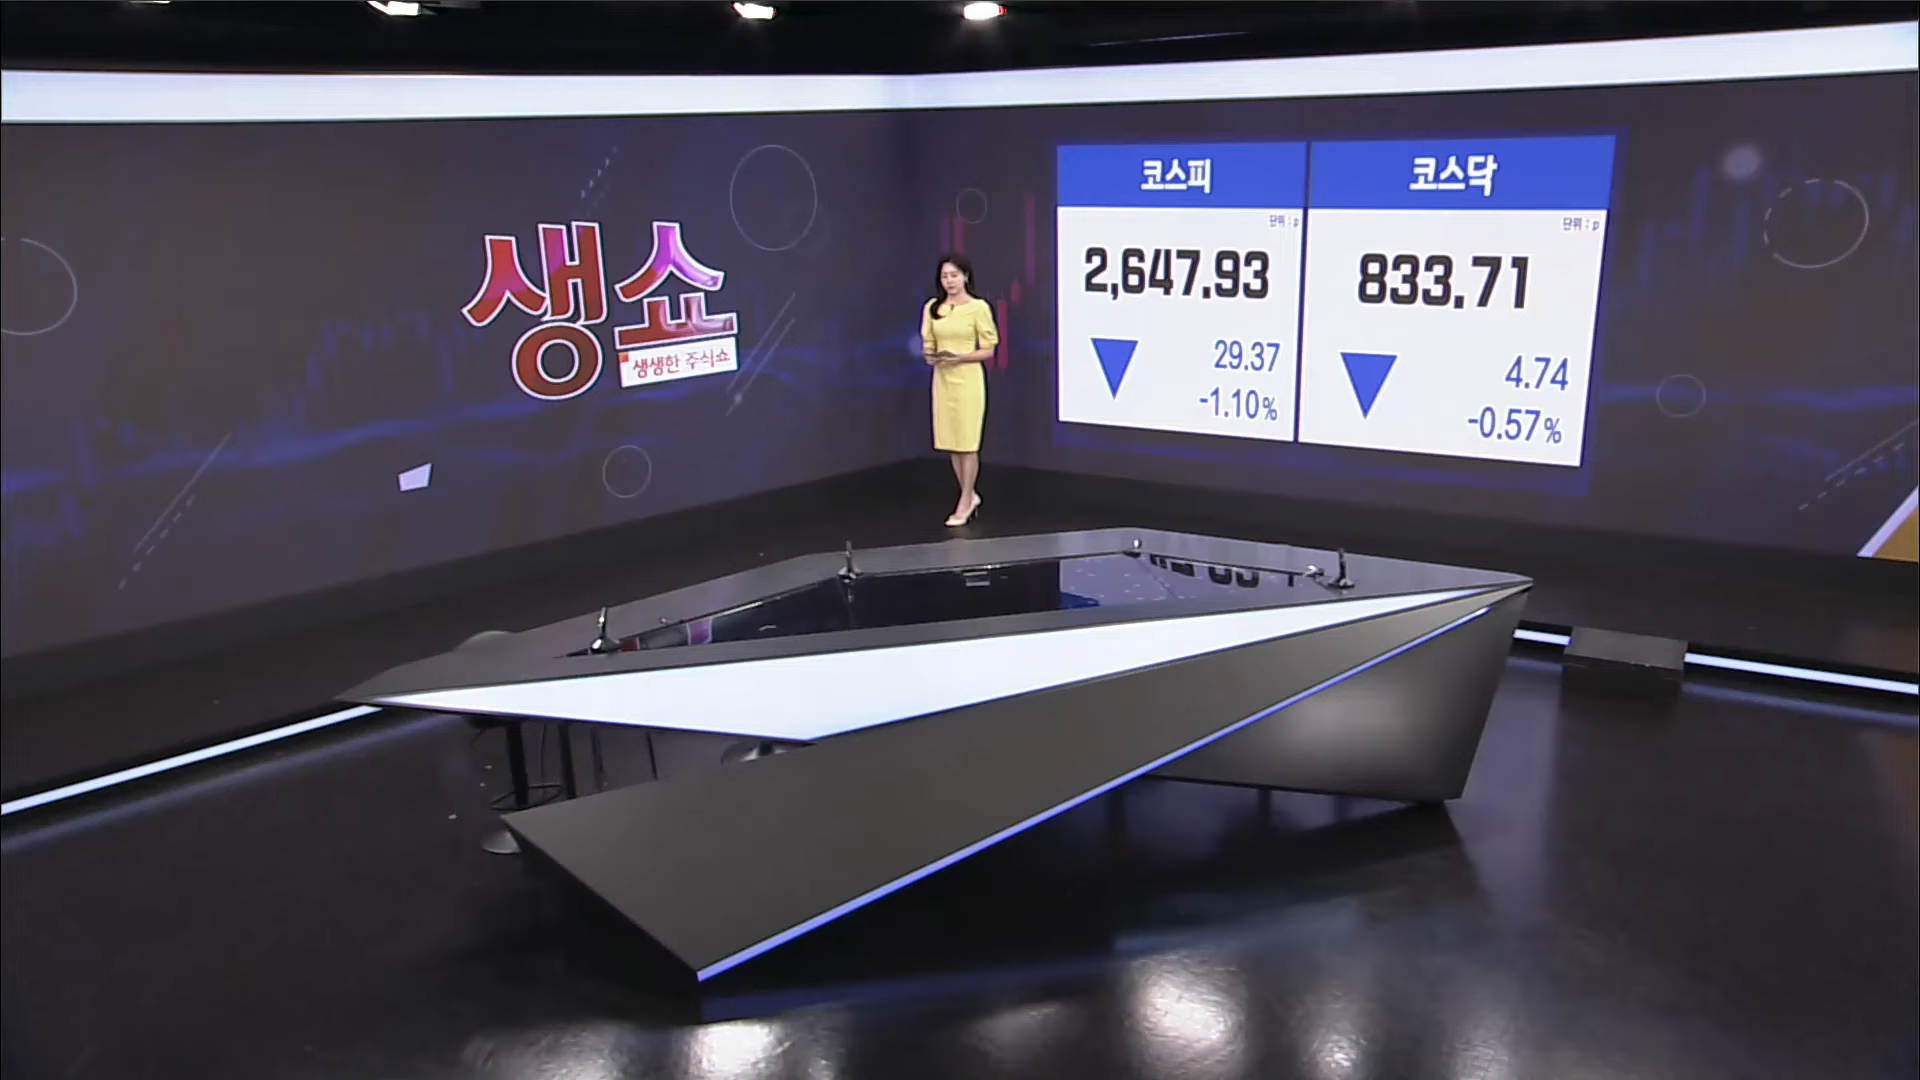 생쇼
생생한 주식쇼
코스피
단위 : p
2,647.93
29.37
-1.10%
코스닥
단위 : p
833.71
4.74
-0.57%